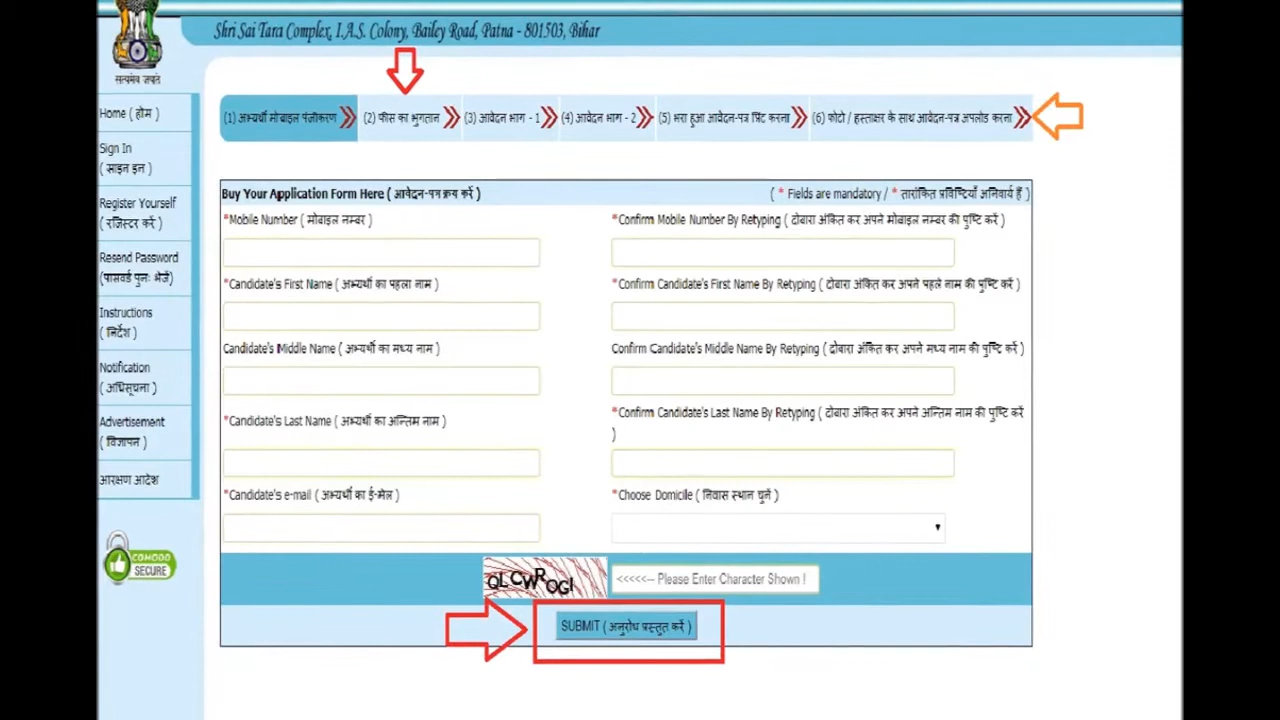 Shri Sai Tara Complex, I.A.S. Colony, Bailey Road, Patna - 801503, Bihar
सत्यमेव जयते
(1) अभ्यर्थी मोबाइल पंजीकरण (2) फीस का भुगतान (3) आवेदन भाग - 1 (4) आवेदन भाग - 2 (5) भरा हुआ आवेदन-पत्र प्रिंट करना (6) फोटो / हस्ताक्षर के साथ आवेदन-पत्र अपलोड करना
Home ( होम )
Sign In
( साइन इन )
Register Yourself
( रजिस्टर करें )
Resend Password
(पासवर्ड पुनः भेजें)
Instructions
( निर्देश )
Notification
( अधिसूचना )
Advertisement
( विज्ञापन )
आरक्षण आदेश
COMODO
SECURE
Buy Your Application Form Here ( आवेदन-पत्र क्रय करें ) ( * Fields are mandatory / * तारांकित प्रविष्टियाँ अनिवार्य हैं )
*Mobile Number ( मोबाइल नम्बर ) *Confirm Mobile Number By Retyping ( दोबारा अंकित कर अपने मोबाइल नम्बर की पुष्टि करें )
*Candidate's First Name ( अभ्यर्थी का पहला नाम ) *Confirm Candidate's First Name By Retyping ( दोबारा अंकित कर अपने पहले नाम की पुष्टि करें )
Candidate's Middle Name ( अभ्यर्थी का मध्य नाम ) Confirm Candidate's Middle Name By Retyping ( दोबारा अंकित कर अपने मध्य नाम की पुष्टि करें )
*Candidate's Last Name ( अभ्यर्थी का अन्तिम नाम ) *Confirm Candidate's Last Name By Retyping ( दोबारा अंकित कर अपने अन्तिम नाम की पुष्टि करें
)
*Candidate's e-mail ( अभ्यर्थी का ई-मेल ) *Choose Domicile ( निवास स्थान चुनें )
QLCWROGI <<<<<-- Please Enter Character Shown !
SUBMIT ( अनुरोध प्रस्तुत करें )